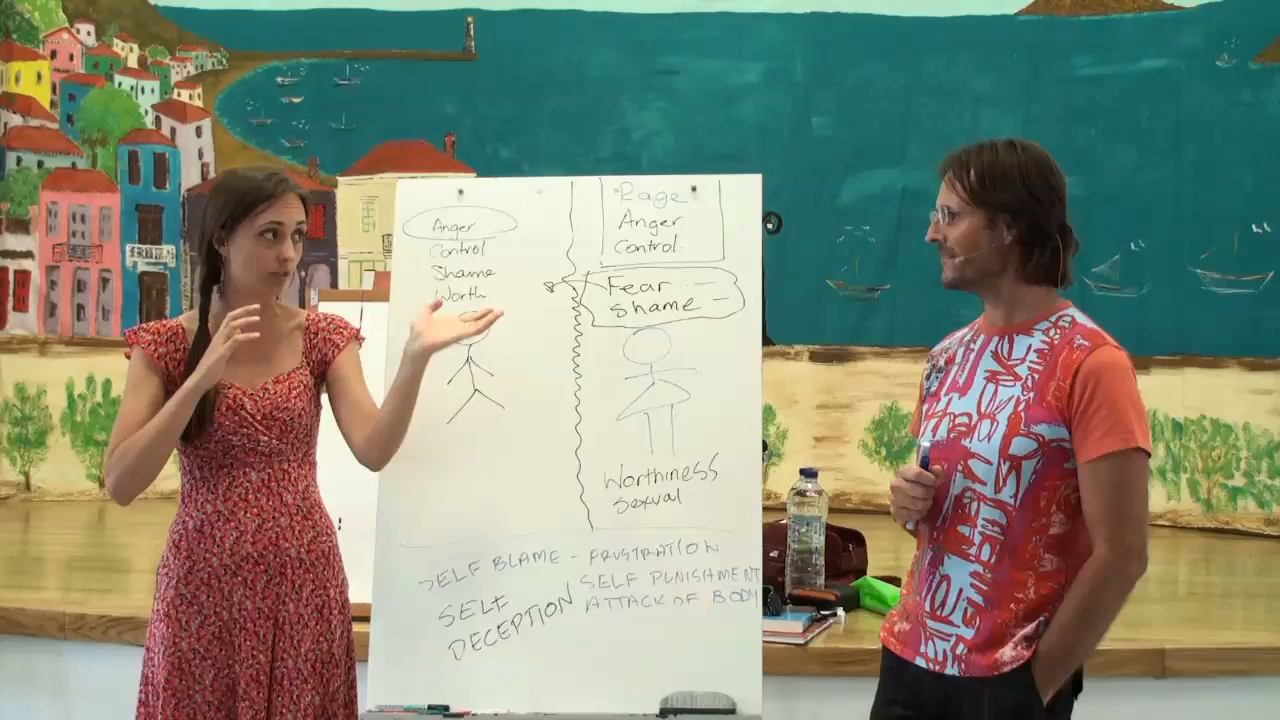 Anger
Control
Shame
Worth
Rage
Anger
Control
Fear
Shame
Worthiness
Sexual
SELF BLAME - FRUSTRATION
SELF PUNISHMENT
SELF DECEPTION
ATTACK OF BODY